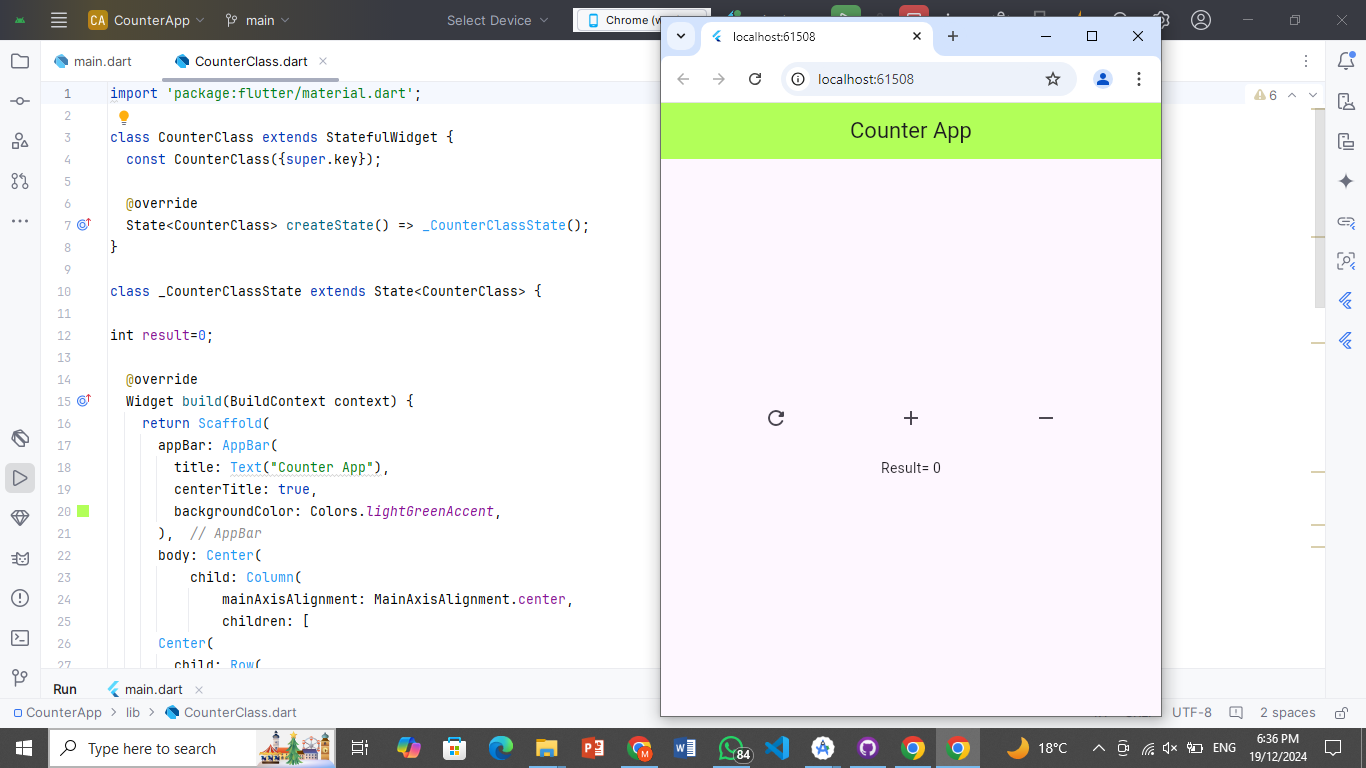 CA CounterApp main Select Device Chrome (w
main.dart CounterClass.dart
6
1 import 'package:flutter/material.dart';
2
3 class CounterClass extends StatefulWidget {
4 const CounterClass({super.key});
5
6 @override
7 State<CounterClass> createState() => _CounterClassState();
8 }
9
10 class _CounterClassState extends State<CounterClass> {
11
12 int result=0;
13
14 @override
15 Widget build(BuildContext context) {
16 return Scaffold(
17 appBar: AppBar(
18 title: Text("Counter App"),
19 centerTitle: true,
20 backgroundColor: Colors.lightGreenAccent,
21 ), // AppBar
22 body: Center(
23 child: Column(
24 mainAxisAlignment: MainAxisAlignment.center,
25 children: [
26 Center(
27 child: Row(
localhost:61508
localhost:61508
Counter App
Result= 0
Run main.dart
CounterApp > lib > CounterClass.dart UTF-8 2 spaces
Type here to search
M
84
18°C
ENG
6:36 PM
19/12/2024